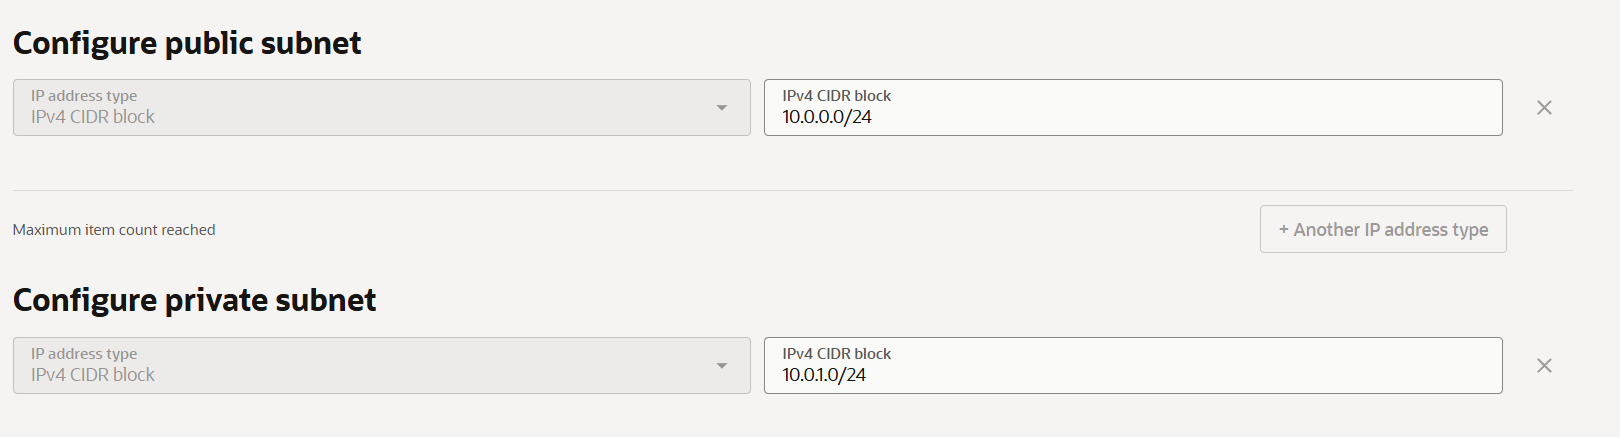 Configure public subnet
IP address type
IPv4 CIDR block
IPv4 CIDR block
10.0.0.0/24
Maximum item count reached
+ Another IP address type
Configure private subnet
IP address type
IPv4 CIDR block
IPv4 CIDR block
10.0.1.0/24